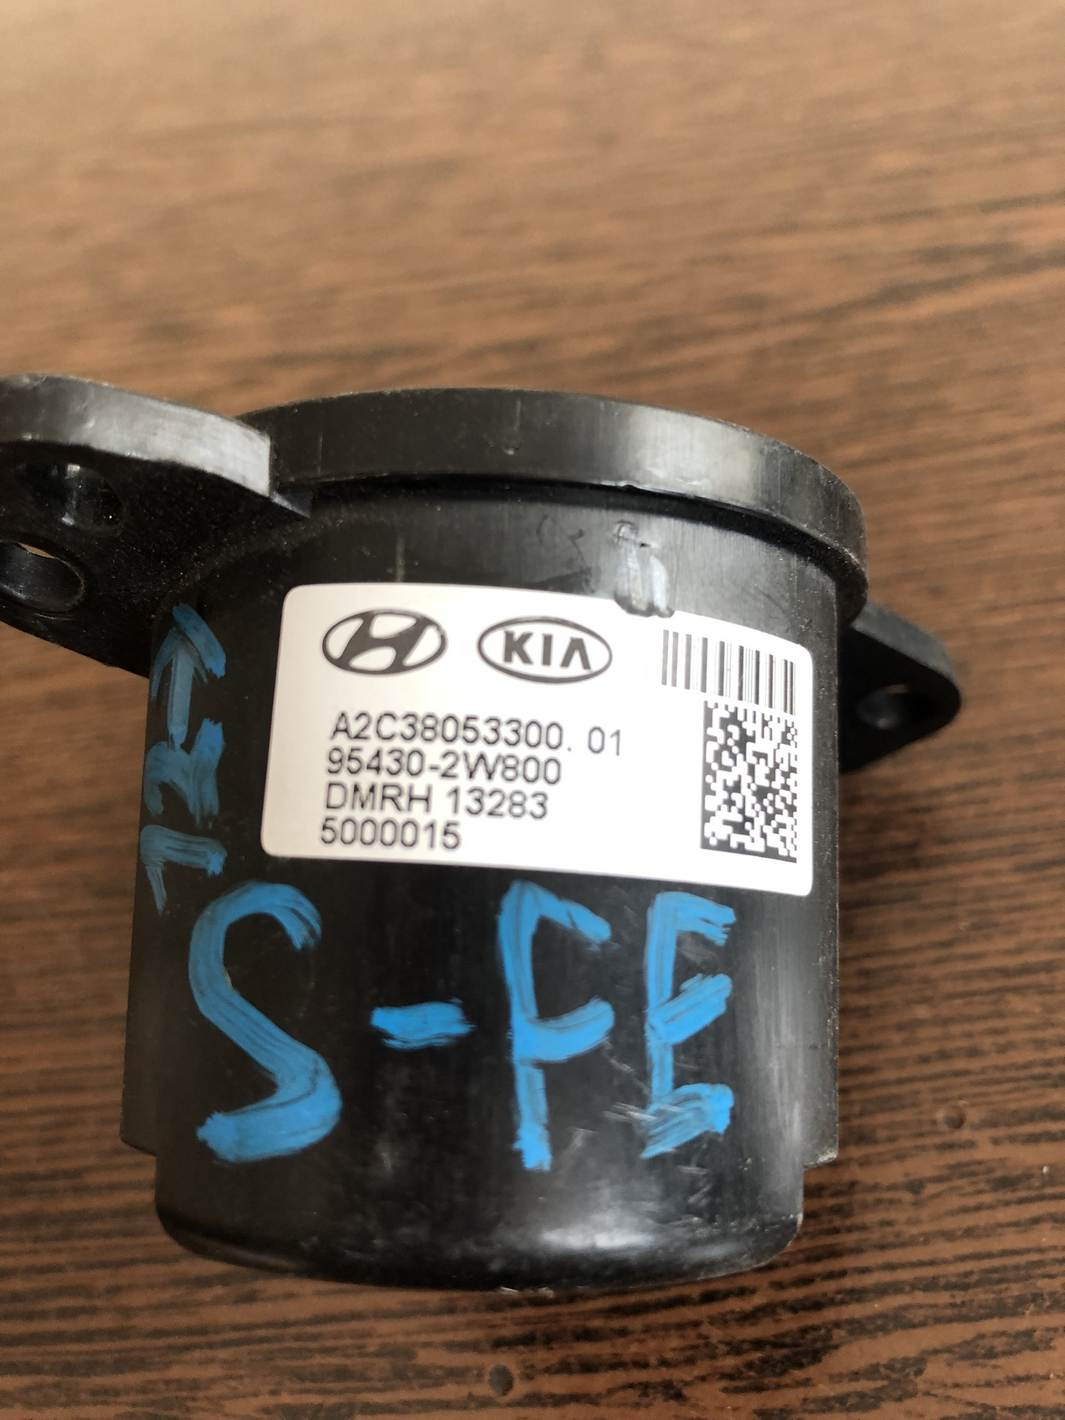 KIA
A2C38053300. 01
95430-2W800
DMRH 13283
5000015
S-FE